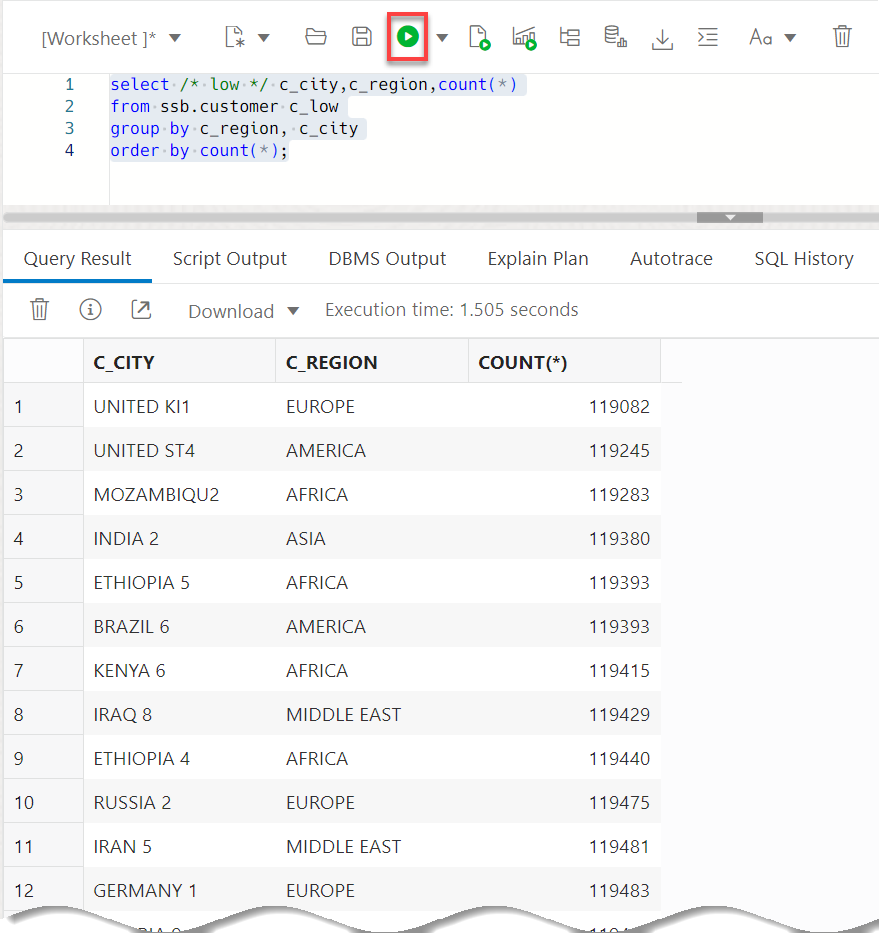 [Worksheet ]*
Aa
1 select /* low */ c_city,c_region,count(*)
2 from ssb.customer c_low
3 group by c_region, c_city
4 order by count(*);
Query Result Script Output DBMS Output Explain Plan Autotrace SQL History
Download Execution time: 1.505 seconds
C_CITY C_REGION COUNT(*)
1 UNITED KI1 EUROPE 119082
2 UNITED ST4 AMERICA 119245
3 MOZAMBIQU2 AFRICA 119283
4 INDIA 2 ASIA 119380
5 ETHIOPIA 5 AFRICA 119393
6 BRAZIL 6 AMERICA 119393
7 KENYA 6 AFRICA 119415
8 IRAQ 8 MIDDLE EAST 119429
9 ETHIOPIA 4 AFRICA 119440
10 RUSSIA 2 EUROPE 119475
11 IRAN 5 MIDDLE EAST 119481
12 GERMANY 1 EUROPE 119483